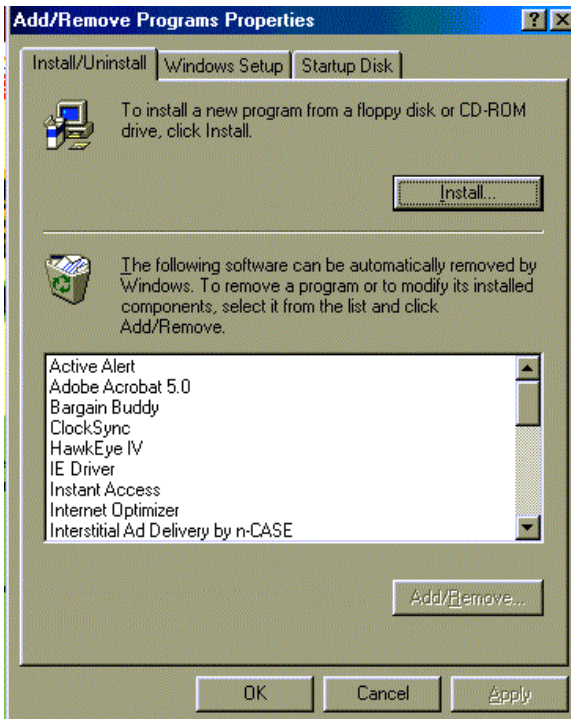 Add/Remove Programs Properties
Install/Uninstall
Windows Setup
Startup Disk
To install a new program from a floppy disk or CD-ROM
drive, click Install.
Install...
The following software can be automatically removed by
Windows. To remove a program or to modify its installed
components, select it from the list and click
Add/Remove.
Active Alert
Adobe Acrobat 5.0
Bargain Buddy
ClockSync
HawkEye IV
IE Driver
Instant Access
Internet Optimizer
Interstitial Ad Delivery by n-CASE
Add/Remove...
OK
Cancel
Apply